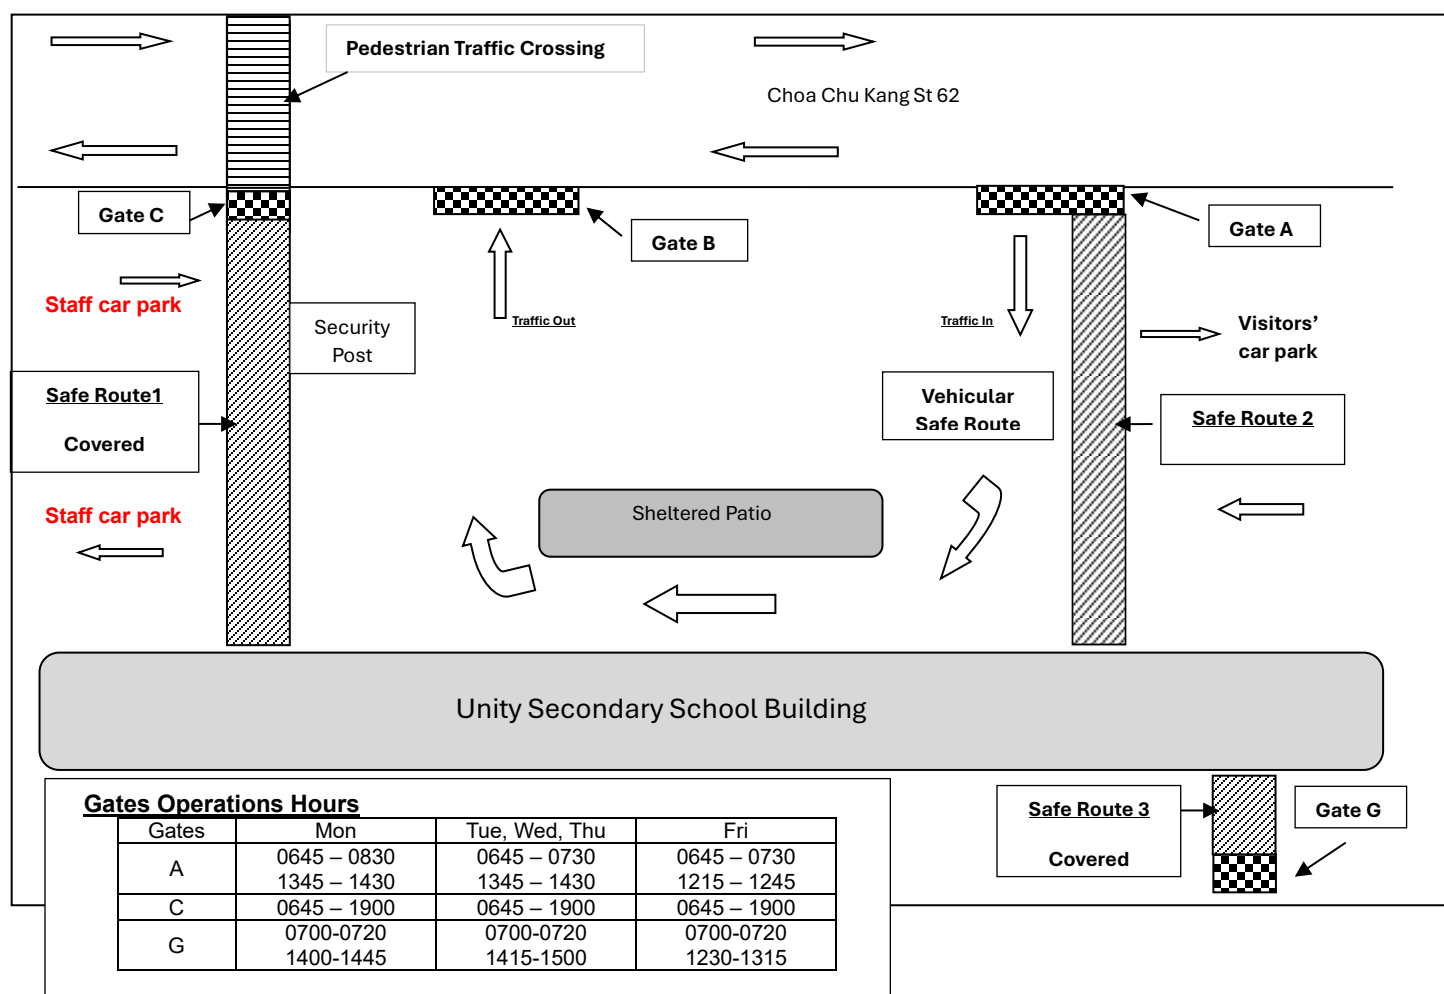 Pedestrian Traffic Crossing
Choa Chu Kang St 62
Gate C
Gate B
Gate A
Staff car park
Security
Post
Traffic Out
Traffic In
Visitors’
car park
Safe Route1
Covered
Vehicular
Safe Route
Safe Route 2
Staff car park
Sheltered Patio
Unity Secondary School Building
Gates Operations Hours
Gates Mon Tue, Wed, Thu Fri
A 0645 – 0830 0645 – 0730 0645 – 0730
1345 – 1430 1345 – 1430 1215 – 1245
C 0645 – 1900 0645 – 1900 0645 – 1900
G 0700-0720 0700-0720 0700-0720
1400-1445 1415-1500 1230-1315
Safe Route 3
Covered
Gate G